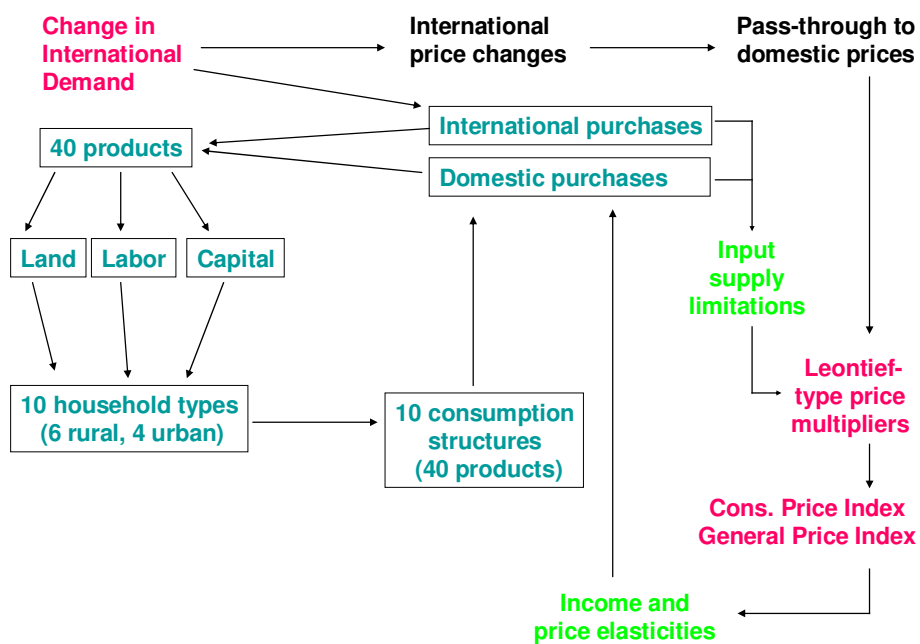 Change in
International
Demand
International
price changes
Pass-through to
domestic prices
International purchases
40 products
Domestic purchases
Land
Labor
Capital
Input
supply
limitations
10 household types
(6 rural, 4 urban)
10 consumption
structures
(40 products)
Leontief-
type price
multipliers
Cons. Price Index
General Price Index
Income and
price elasticities